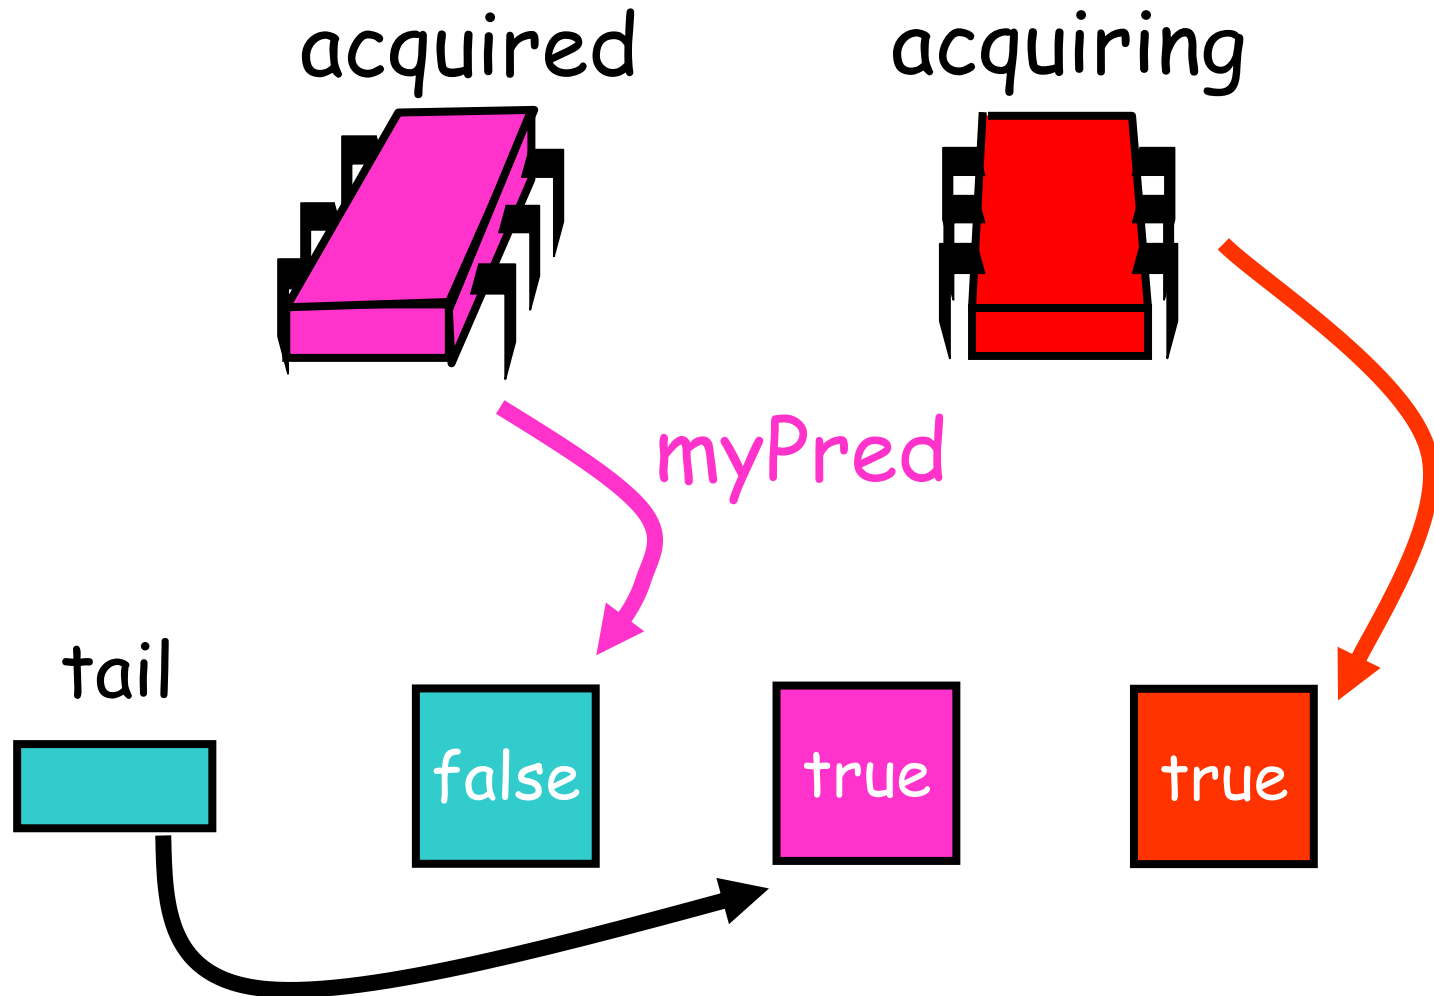 acquired
acquiring
myPred
tail
false
true
true